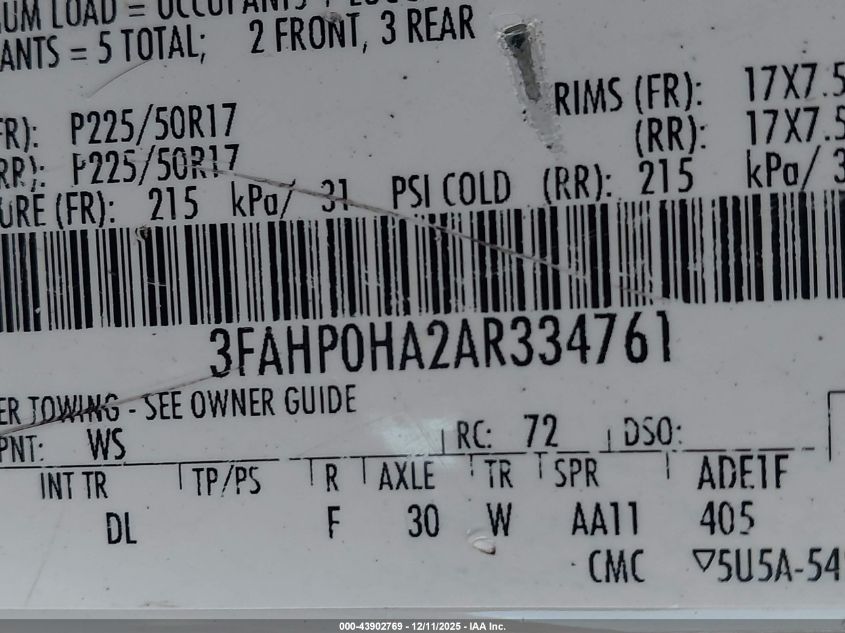 UM LOAD = OCCUPANTS +
ANTS = 5 TOTAL; 2 FRONT, 3 REAR
FR): P225/50R17 RIMS (FR): 17X7.5
RR): P225/50R17 (RR): 17X7.5
URE (FR): 215 kPa/ 31 PSI COLD (RR): 215 kPa/ 3
3FAHP0HA2AR334761
ER TOWING - SEE OWNER GUIDE
PNT: WS RC: 72 DSO:
INT TR TP/PS R AXLE TR SPR ADE1F
DL F 30 W AA11 405
CMC ▽5U5A-54
000-43902769 - 12/11/2025 - IAA Inc.